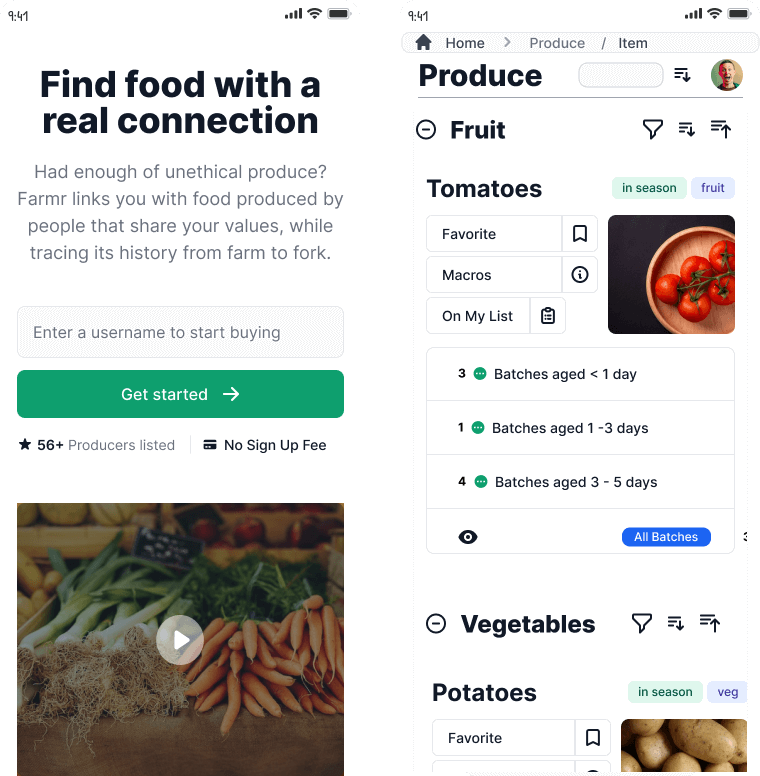 9:41
Find food with a
real connection
Had enough of unethical produce?
Farmr links you with food produced by
people that share your values, while
tracing its history from farm to fork.
Enter a username to start buying
Get started
56+ Producers listed
No Sign Up Fee
9:41
Home > Produce / Item
Produce
Fruit
Tomatoes
in season
fruit
Favorite
Macros
On My List
3 Batches aged < 1 day
1 Batches aged 1 -3 days
4 Batches aged 3 - 5 days
All Batches
Vegetables
Potatoes
in season
veg
Favorite